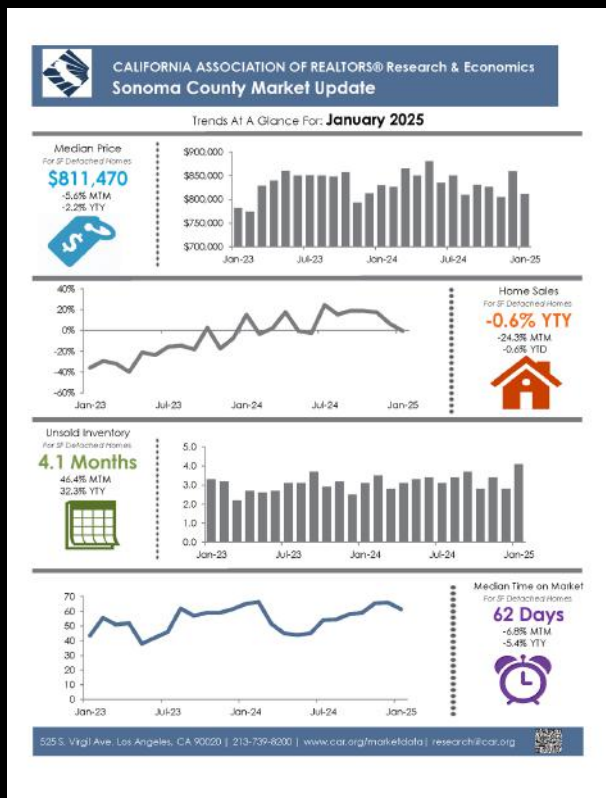 CALIFORNIA ASSOCIATION OF REALTORS® Research & Economics
Sonoma County Market Update
Trends At A Glance For: January 2025
Median Price
For SF Detached Homes
$811,470
-5.6% MTM
-2.2% YTY
$900,000
$850,000
$800,000
$750,000
$700,000
Jan-23 Jul-23 Jan-24 Jul-24 Jan-25
40%
20%
0%
-20%
-40%
-60%
Jan-23 Jul-23 Jan-24 Jul-24 Jan-25
Home Sales
For SF Detached Homes
-0.6% YTY
-24.3% MTM
-0.6% YTD
Unsold Inventory
For SF Detached Homes
4.1 Months
46.4% MTM
32.3% YTY
5.0
4.0
3.0
2.0
1.0
0.0
Jan-23 Jul-23 Jan-24 Jul-24 Jan-25
70
60
50
40
30
20
10
0
Jan-23 Jul-23 Jan-24 Jul-24 Jan-25
Median Time on Market
For SF Detached Homes
62 Days
-6.8% MTM
-5.4% YTY
525 S. Virgil Ave. Los Angeles, CA 90020 | 213-739-8200 | www.car.org/marketdata | research@car.org